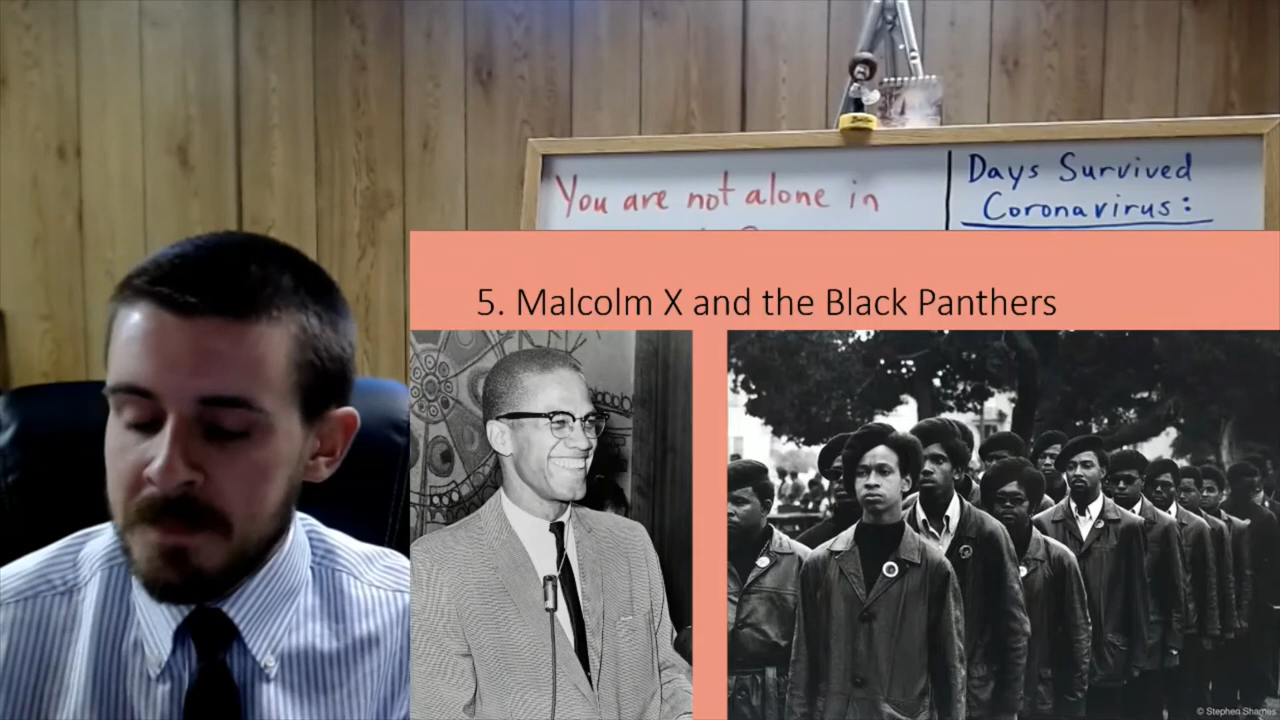 You are not alone in
Days Survived
Coronavirus:
5. Malcolm X and the Black Panthers
© Stephen Shames